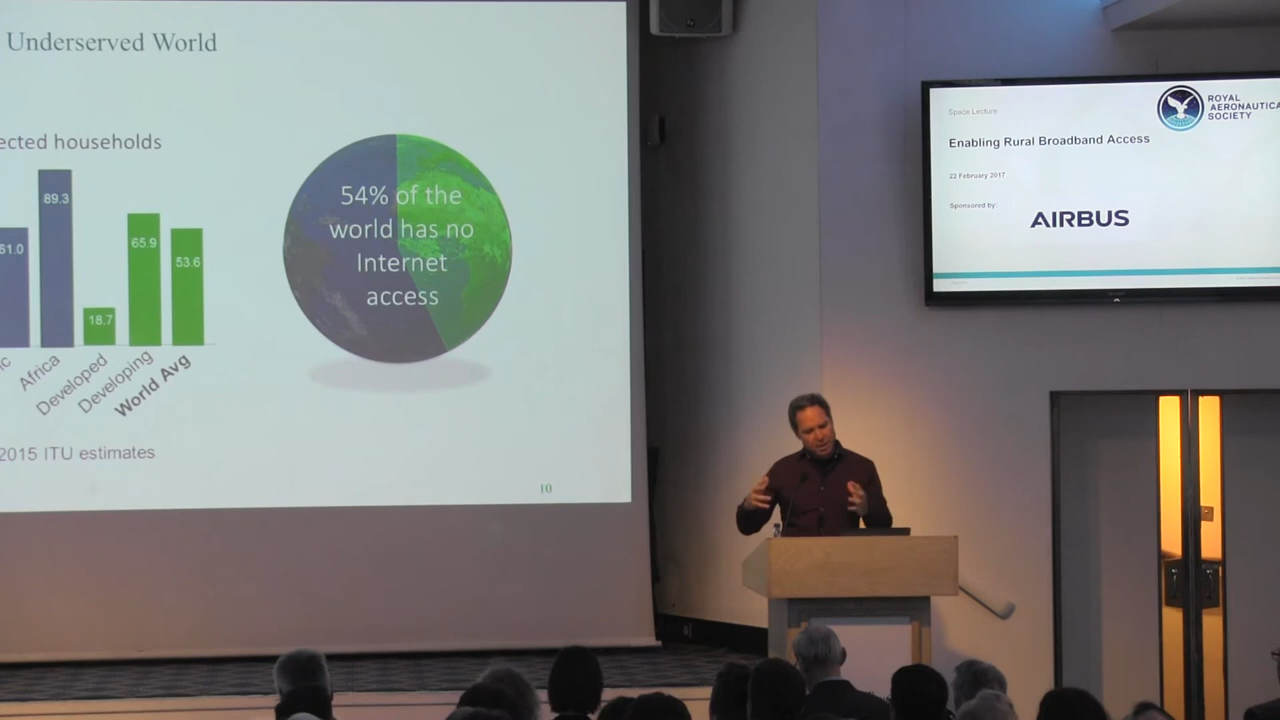 Underserved World
ected households
61.0
89.3
18.7
65.9
53.6
ic
Africa
Developed
Developing
World Avg
2015 ITU estimates
54% of the
world has no
Internet
access
10
Space Lecture
ROYAL
AERONAUTICA
SOCIETY
Enabling Rural Broadband Access
22 February 2017
Sponsored by:
AIRBUS